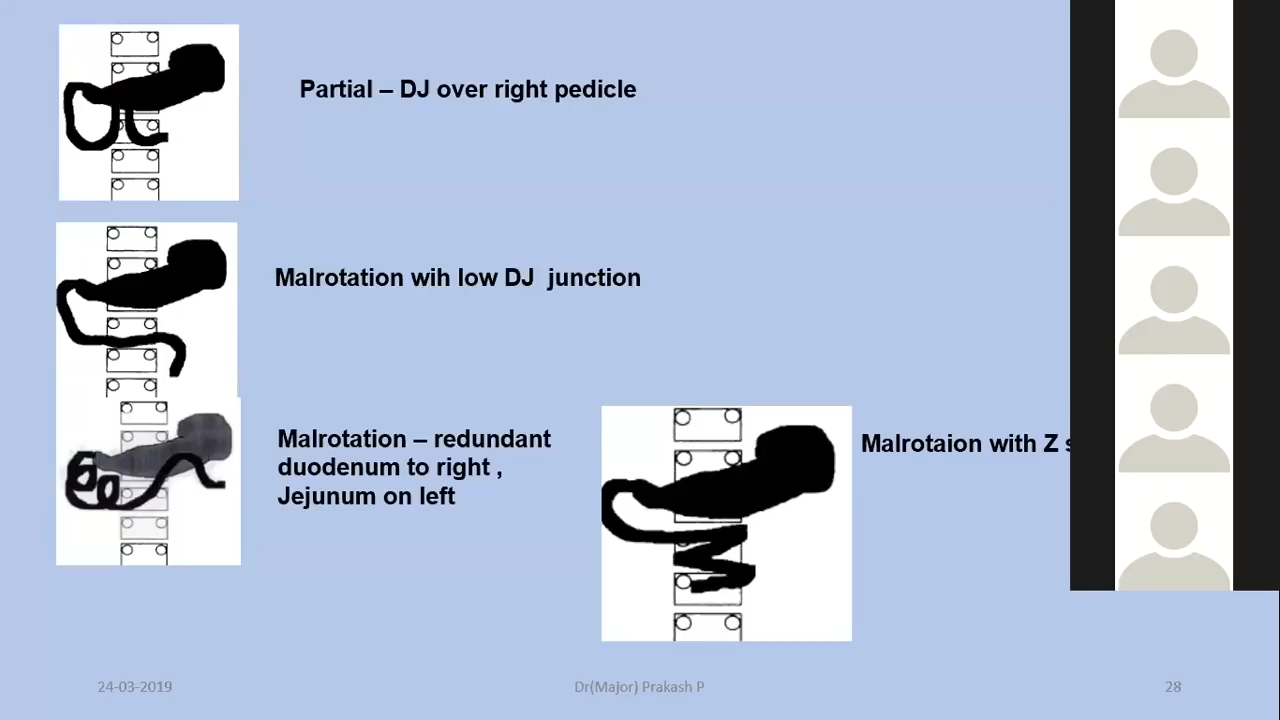 Partial – DJ over right pedicle
Malrotation wih low DJ junction
Malrotation – redundant
duodenum to right ,
Jejunum on left
Malrotaion with Z
24-03-2019
Dr(Major) Prakash P
28